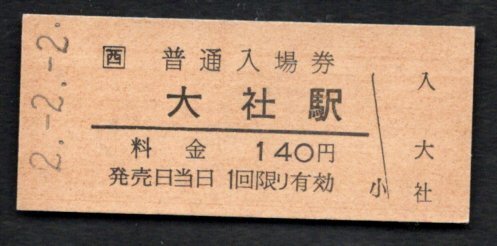 2.-2.-2.
西 普通入場券
大社駅
料金 140円
発売日当日 1回限り有効
小
入
大
社